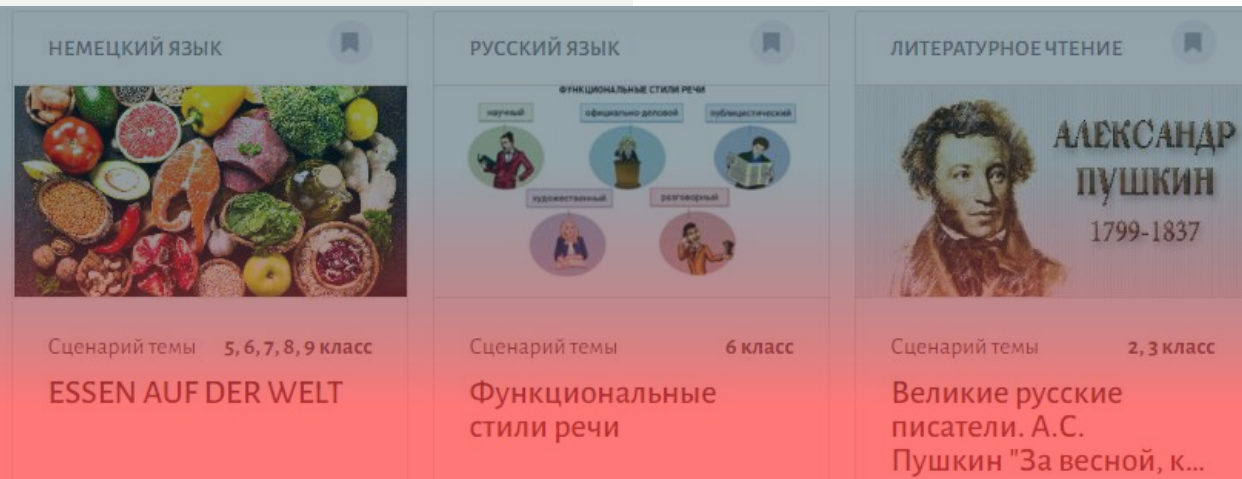 НЕМЕЦКИЙ ЯЗЫК
Сценарий темы 5, 6, 7, 8, 9 класс
ESSEN AUF DER WELT
РУССКИЙ ЯЗЫК
ФУНКЦИОНАЛЬНЫЕ СТИЛИ РЕЧИ
научный официально-деловой публицистический
художественный разговорный
Сценарий темы 6 класс
Функциональные
стили речи
ЛИТЕРАТУРНОЕ ЧТЕНИЕ
АЛЕКСАНДР
ПУШКИН
1799-1837
Сценарий темы 2, 3 класс
Великие русские
писатели. А.С.
Пушкин "За весной, к...